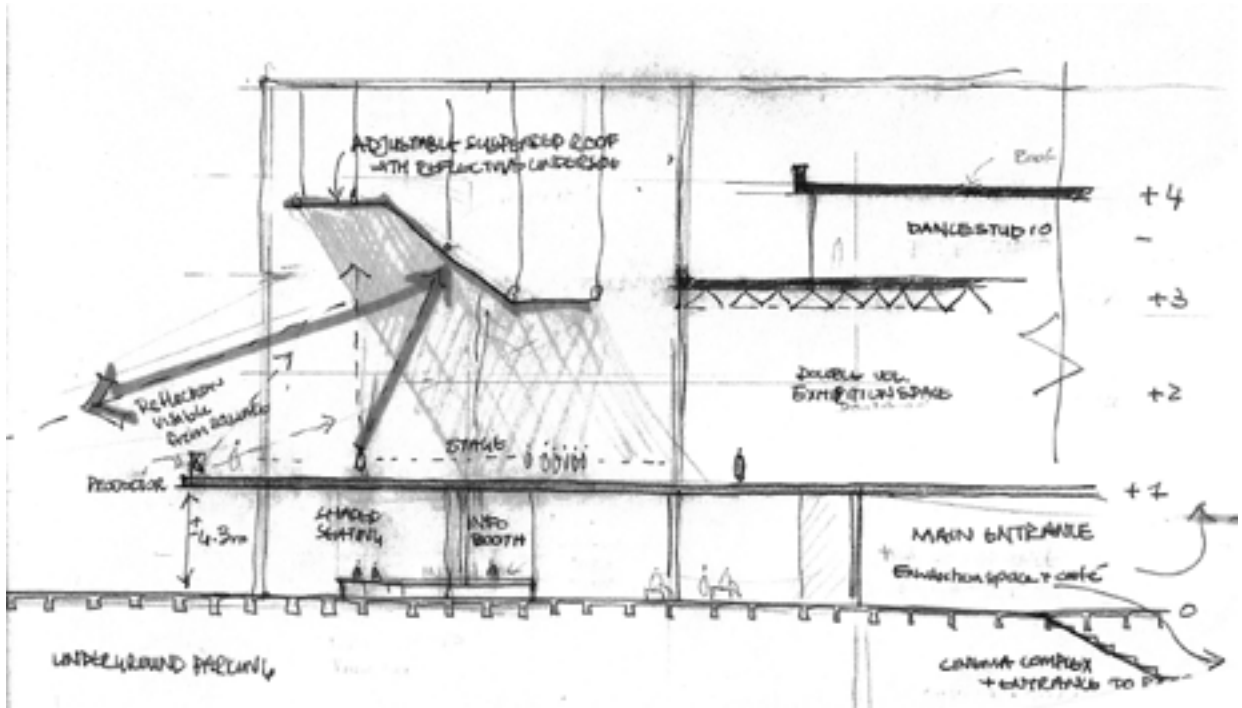 ADJUSTABLE SUSPENDED ROOF
WITH REFLECTIVE UNDERSIDE
ROOF
+4
DANCE STUDIO
+3
DOUBLE VOL.
EXHIBITION SPACE
+2
Reflection
visible
from square
STAGE
PROJECTOR
+1
± 4.3m
SHADED
SEATING
INFO
BOOTH
MAIN ENTRANCE
+
Exhibition space + café
0
UNDERGROUND PARKING
CINEMA COMPLEX
+ ENTRANCE TO